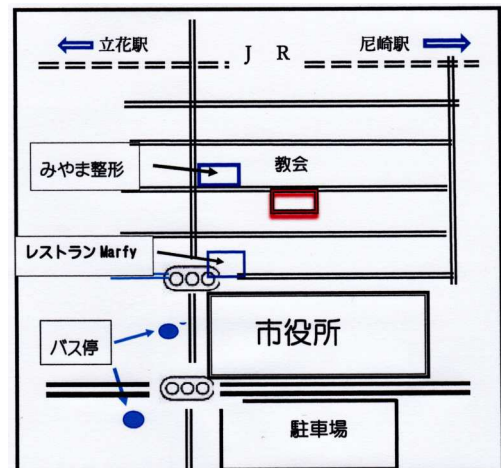 立花駅
J R
尼崎駅
みやま整形
教会
レストラン Marfy
市役所
バス停
駐車場